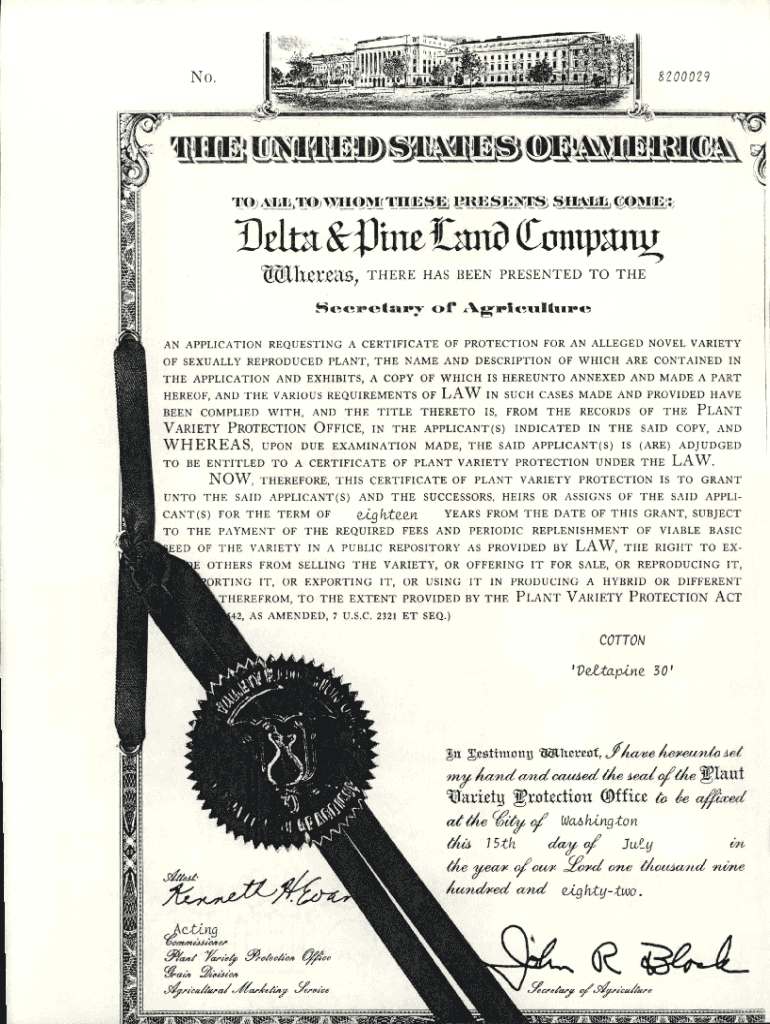 No. 8200029
THE UNITED STATES OF AMERICA
TO ALL TO WHOM THESE PRESENTS SHALL COME:
Delta & Pine Land Company
Whereas, THERE HAS BEEN PRESENTED TO THE
Secretary of Agriculture
AN APPLICATION REQUESTING A CERTIFICATE OF PROTECTION FOR AN ALLEGED NOVEL VARIETY
OF SEXUALLY REPRODUCED PLANT, THE NAME AND DESCRIPTION OF WHICH ARE CONTAINED IN
THE APPLICATION AND EXHIBITS, A COPY OF WHICH IS HEREUNTO ANNEXED AND MADE A PART
HEREOF, AND THE VARIOUS REQUIREMENTS OF LAW IN SUCH CASES MADE AND PROVIDED HAVE
BEEN COMPLIED WITH, AND THE TITLE THERETO IS, FROM THE RECORDS OF THE PLANT
VARIETY PROTECTION OFFICE, IN THE APPLICANT(S) INDICATED IN THE SAID COPY, AND
WHEREAS, UPON DUE EXAMINATION MADE, THE SAID APPLICANT(S) IS (ARE) ADJUDGED
TO BE ENTITLED TO A CERTIFICATE OF PLANT VARIETY PROTECTION UNDER THE LAW.
NOW, THEREFORE, THIS CERTIFICATE OF PLANT VARIETY PROTECTION IS TO GRANT
UNTO THE SAID APPLICANT(S) AND THE SUCCESSORS, HEIRS OR ASSIGNS OF THE SAID APPLI-
CANT(S) FOR THE TERM OF eighteen YEARS FROM THE DATE OF THIS GRANT, SUBJECT
TO THE PAYMENT OF THE REQUIRED FEES AND PERIODIC REPLENISHMENT OF VIABLE BASIC
EED OF THE VARIETY IN A PUBLIC REPOSITORY AS PROVIDED BY LAW, THE RIGHT TO EX-
E OTHERS FROM SELLING THE VARIETY, OR OFFERING IT FOR SALE, OR REPRODUCING IT,
PORTING IT, OR EXPORTING IT, OR USING IT IN PRODUCING A HYBRID OR DIFFERENT
THEREFROM, TO THE EXTENT PROVIDED BY THE PLANT VARIETY PROTECTION ACT
42, AS AMENDED, 7 U.S.C. 2321 ET SEQ.)
COTTON
'Deltapine 30'
In Testimony Whereof, I have hereunto set
my hand and caused the seal of the Plant
Variety Protection Office to be affixed
at the City of Washington
this 15th day of July in
the year of our Lord one thousand nine
hundred and eighty-two.
Attest:
Kenneth H. Evan
Acting
Commissioner
Plant Variety Protection Office
Grain Division
Agricultural Marketing Service
John R Block
Secretary of Agriculture